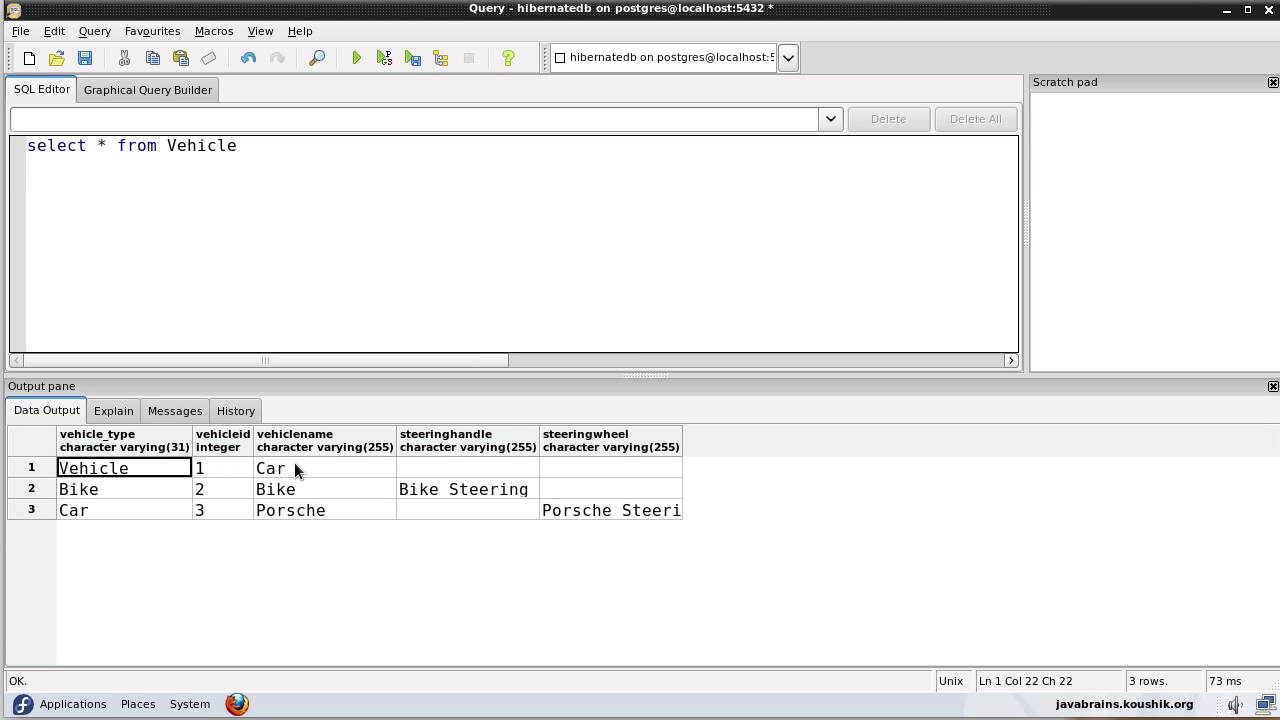 Query - hibernatedb on postgres@localhost:5432 *
File Edit Query Favourites Macros View Help
hibernatedb on postgres@localhost:5
SQL Editor Graphical Query Builder
Scratch pad
Delete Delete All
select * from Vehicle
Output pane
Data Output Explain Messages History
vehicle_type vehicleid vehiclename steeringhandle steeringwheel
character varying(31) integer character varying(255) character varying(255) character varying(255)
1 Vehicle 1 Car
2 Bike 2 Bike Bike Steering
3 Car 3 Porsche Porsche Steeri
OK. Unix Ln 1 Col 22 Ch 22 3 rows. 73 ms
Applications Places System javabrains.koushik.org